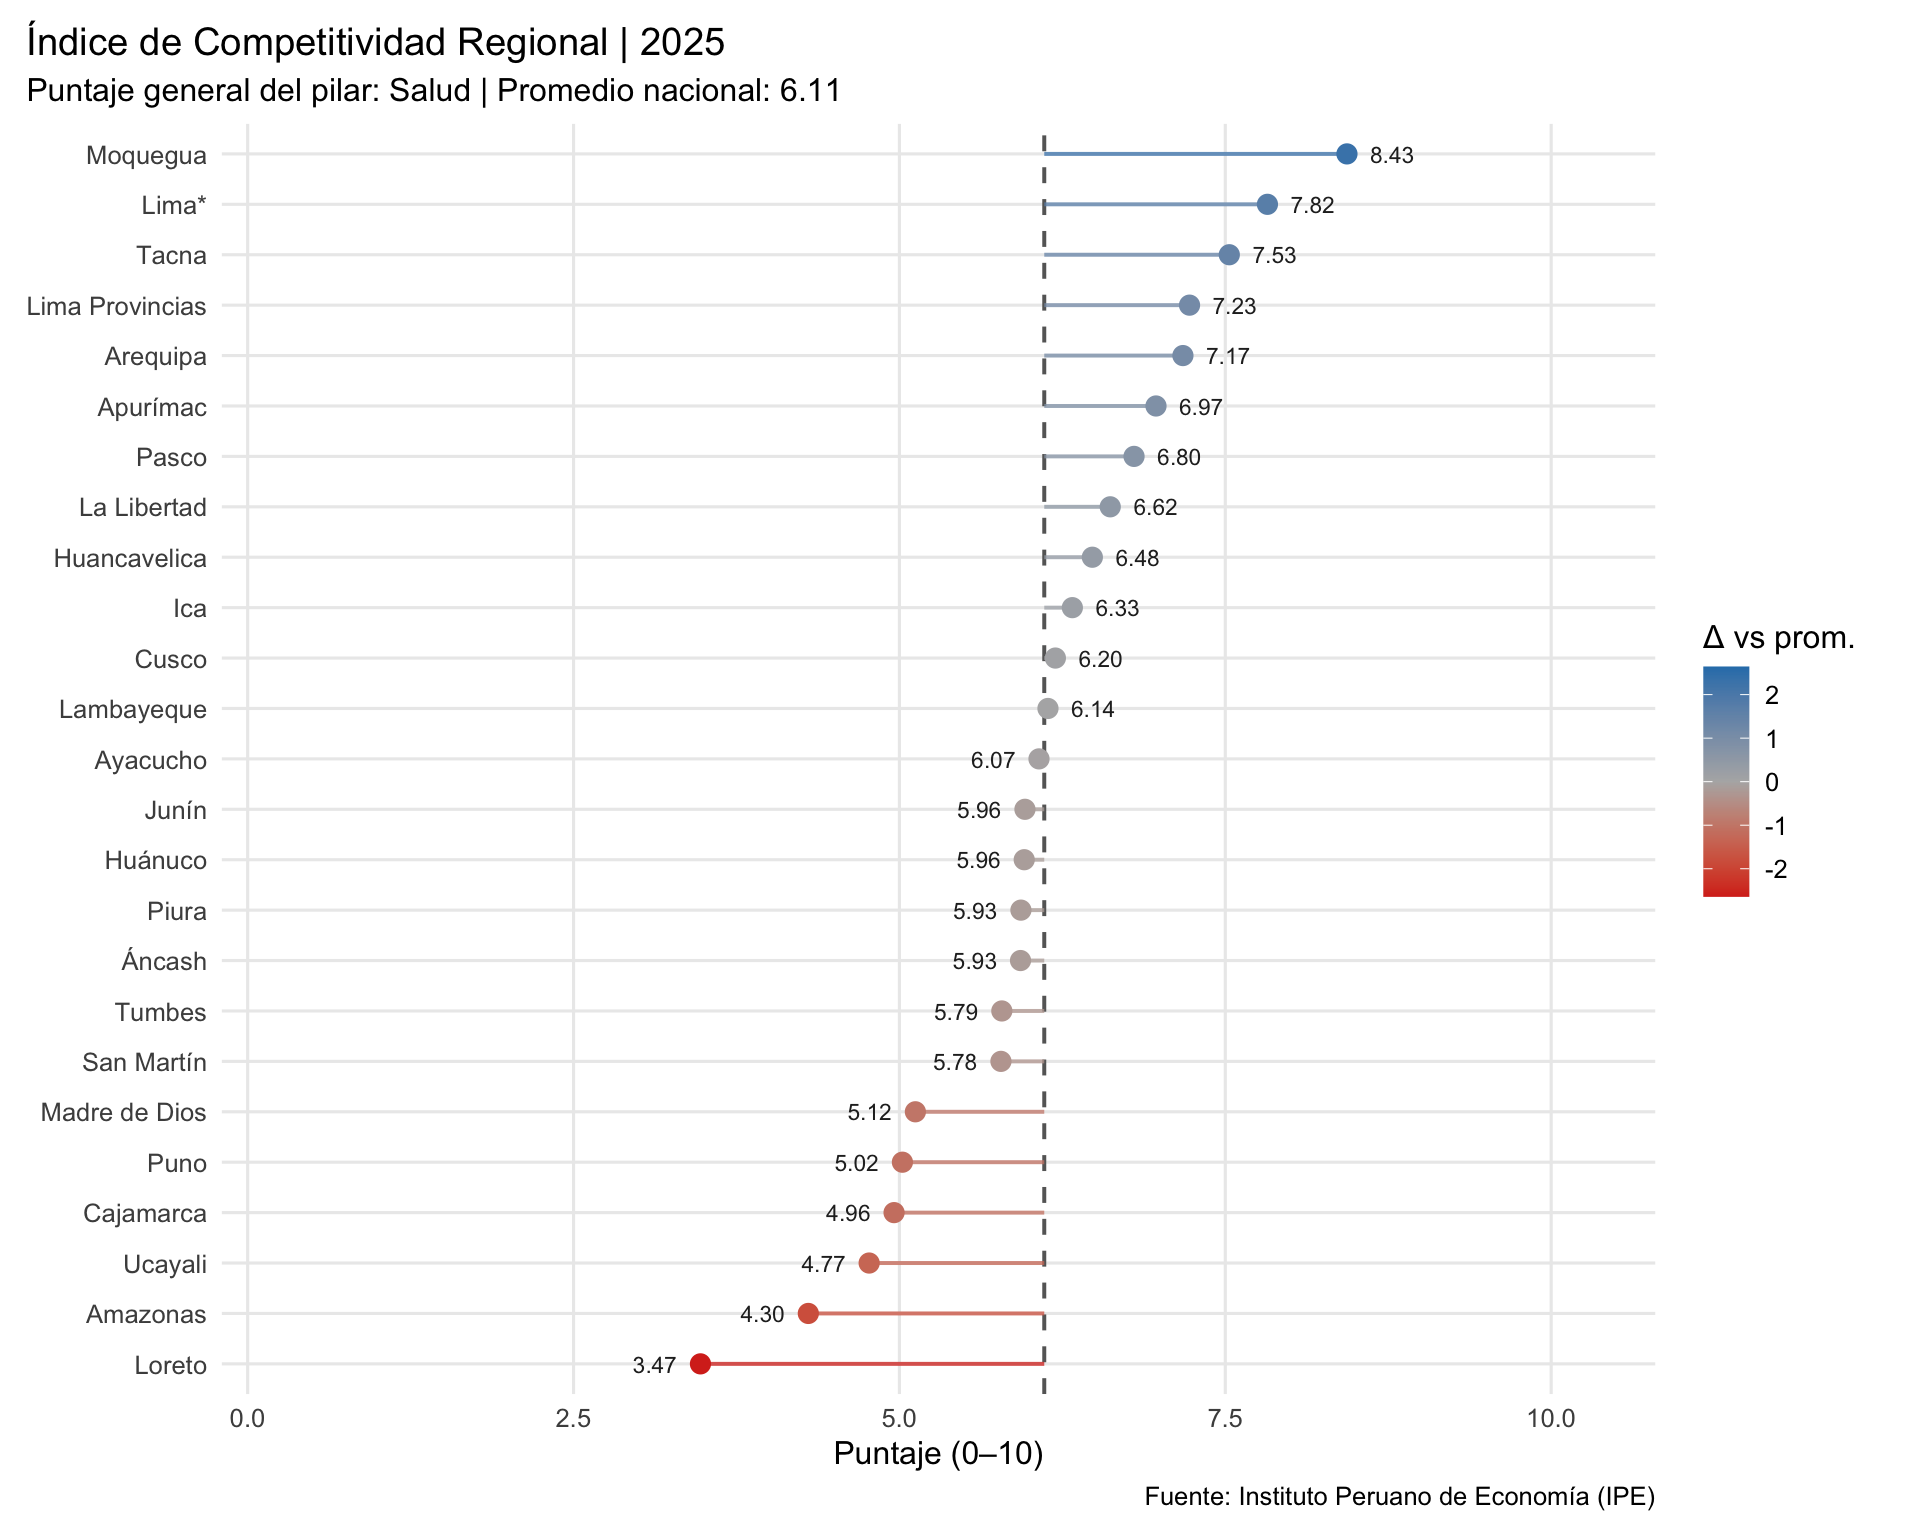 Índice de Competitividad Regional | 2025
Puntaje general del pilar: Salud | Promedio nacional: 6.11
Moquegua 8.43
Lima* 7.82
Tacna 7.53
Lima Provincias 7.23
Arequipa 7.17
Apurímac 6.97
Pasco 6.80
La Libertad 6.62
Huancavelica 6.48
Ica 6.33
Cusco 6.20
Lambayeque 6.14
Ayacucho 6.07
Junín 5.96
Huánuco 5.96
Piura 5.93
Áncash 5.93
Tumbes 5.79
San Martín 5.78
Madre de Dios 5.12
Puno 5.02
Cajamarca 4.96
Ucayali 4.77
Amazonas 4.30
Loreto 3.47
0.0 2.5 5.0 7.5 10.0
Puntaje (0–10)
Δ vs prom.
2
1
0
-1
-2
Fuente: Instituto Peruano de Economía (IPE)